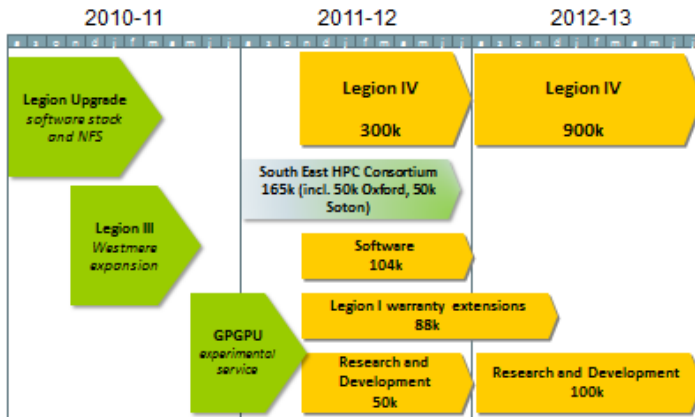 2010-11
2011-12
2012-13
a s o n d j f m a m j j a s o n d j f m a m j j a s o n d j f m a m j j
Legion Upgrade
software stack
and NFS
Legion IV
300k
Legion IV
900k
South East HPC Consortium
165k (incl. 50k Oxford, 50k
Soton)
Legion III
Westmere
expansion
Software
104k
Legion I warranty extensions
88k
GPGPU
experimental
service
Research and
Development
50k
Research and Development
100k